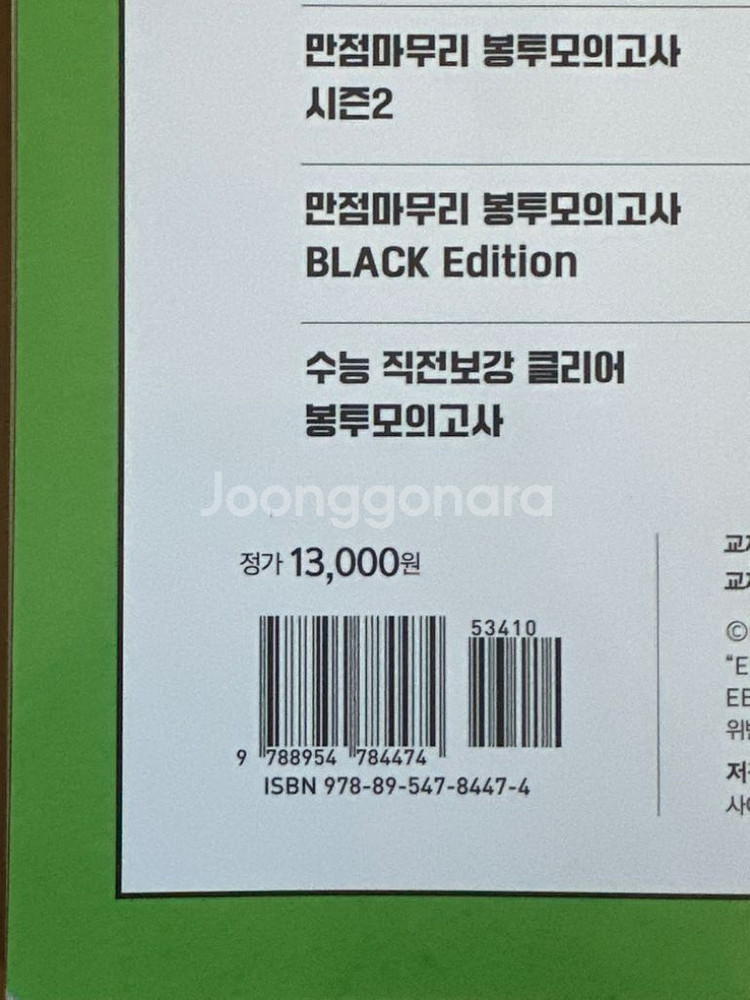 만점마무리 봉투모의고사
시즌2
만점마무리 봉투모의고사
BLACK Edition
수능 직전보강 클리어
봉투모의고사
Joonggonara
정가 13,000원
53410
9 788954 784474
ISBN 978-89-547-8447-4
©
"E